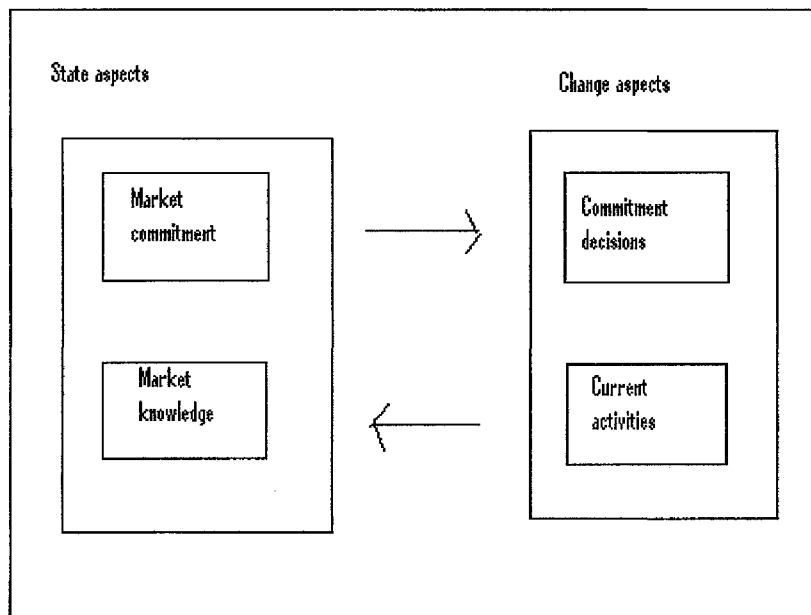 State aspects
Change aspects
Market
commitment
Commitment
decisions
Market
knowledge
Current
activities